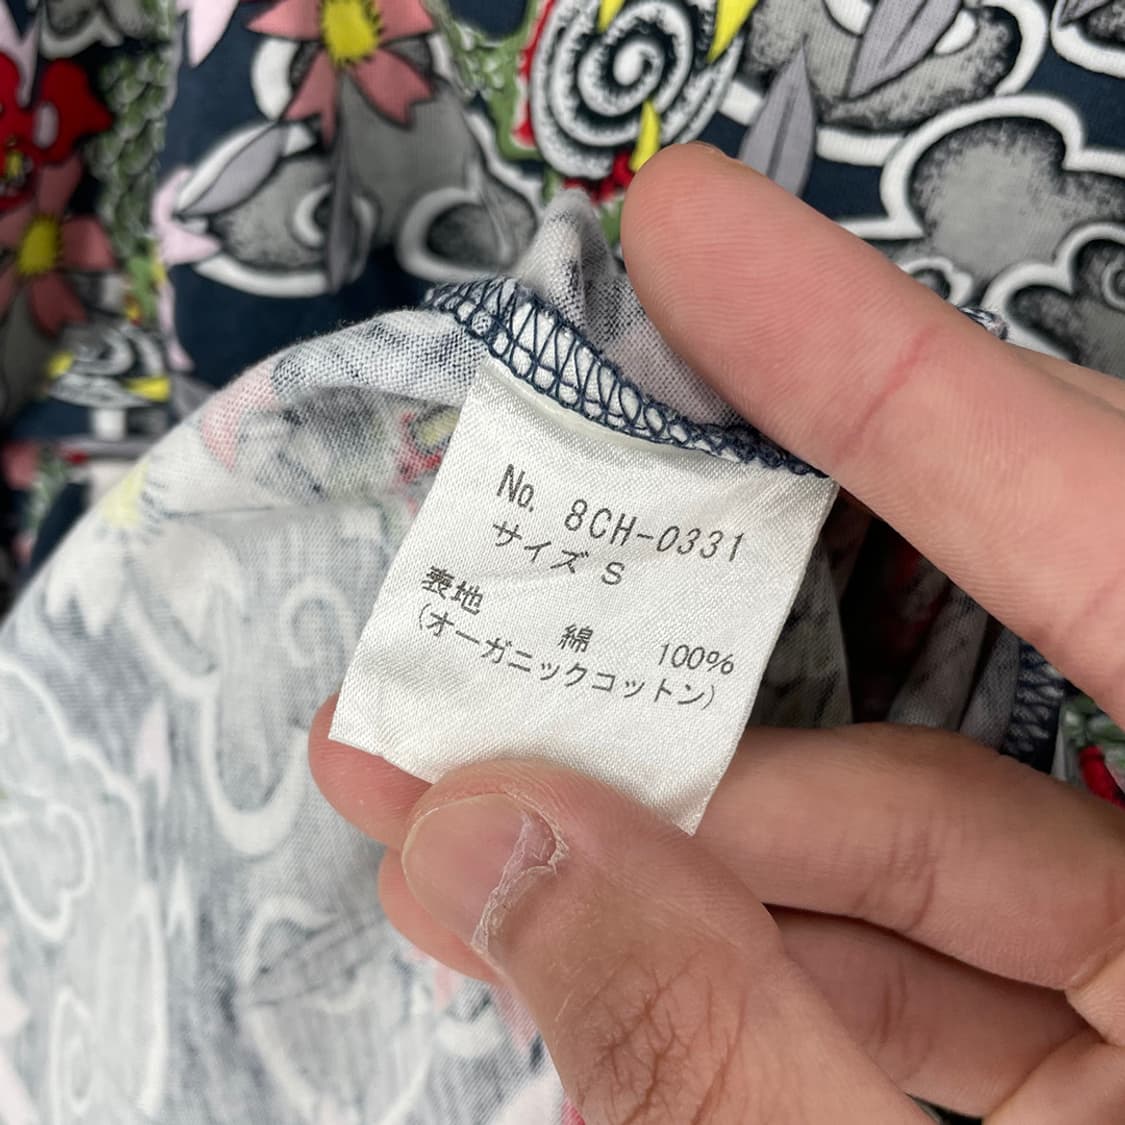 No. 8CH-0331
サイズ S
表地
綿 100%
(オーガニックコットン)